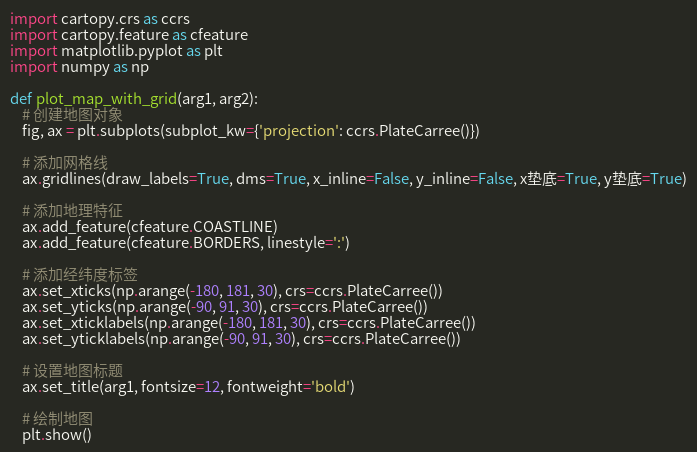 import cartopy.crs as ccrs
import cartopy.feature as cfeature
import matplotlib.pyplot as plt
import numpy as np
def plot_map_with_grid(arg1, arg2):
# 创建地图对象
fig, ax = plt.subplots(subplot_kw={'projection': ccrs.PlateCarree()})
# 添加网格线
ax.gridlines(draw_labels=True, dms=True, x_inline=False, y_inline=False, x垫底=True, y垫底=True)
# 添加地理特征
ax.add_feature(cfeature.COASTLINE)
ax.add_feature(cfeature.BORDERS, linestyle=':')
# 添加经纬度标签
ax.set_xticks(np.arange(-180, 181, 30), crs=ccrs.PlateCarree())
ax.set_yticks(np.arange(-90, 91, 30), crs=ccrs.PlateCarree())
ax.set_xticklabels(np.arange(-180, 181, 30), crs=ccrs.PlateCarree())
ax.set_yticklabels(np.arange(-90, 91, 30), crs=ccrs.PlateCarree())
# 设置地图标题
ax.set_title(arg1, fontsize=12, fontweight='bold')
# 绘制地图
plt.show()